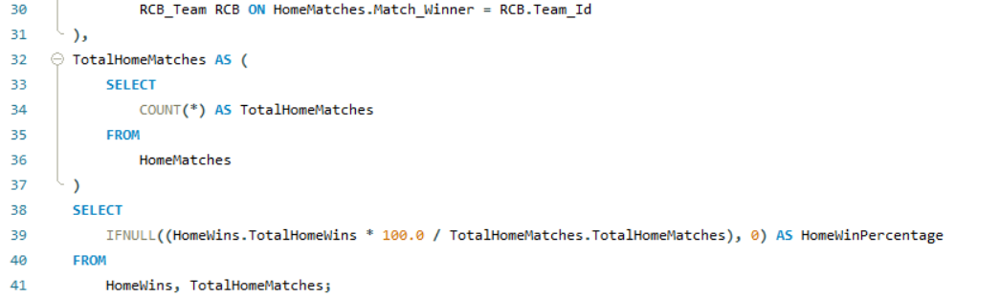 30 RCB_Team RCB ON HomeMatches.Match_Winner = RCB.Team_Id
31 ),
32 TotalHomeMatches AS (
33 SELECT
34 COUNT(*) AS TotalHomeMatches
35 FROM
36 HomeMatches
37 )
38 SELECT
39 IFNULL((HomeWins.TotalHomeWins * 100.0 / TotalHomeMatches.TotalHomeMatches), 0) AS HomeWinPercentage
40 FROM
41 HomeWins, TotalHomeMatches;